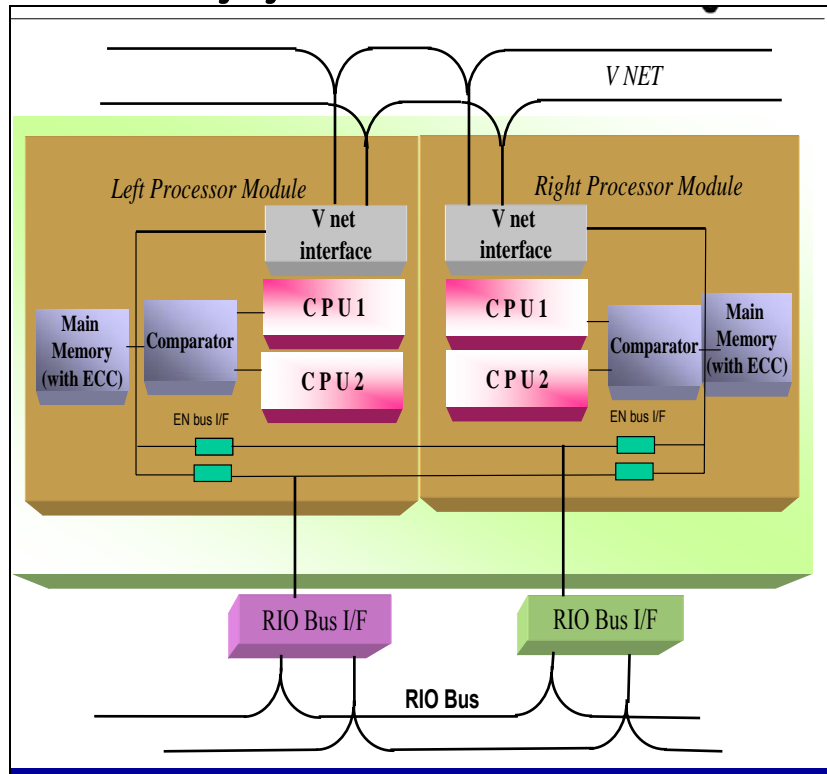 V NET
Left Processor Module
Right Processor Module
V net
interface
V net
interface
CPU1
CPU1
Main
Memory
(with ECC)
Comparator
Comparator
Main
Memory
(with ECC)
CPU2
CPU2
EN bus I/F
EN bus I/F
RIO Bus I/F
RIO Bus I/F
RIO Bus